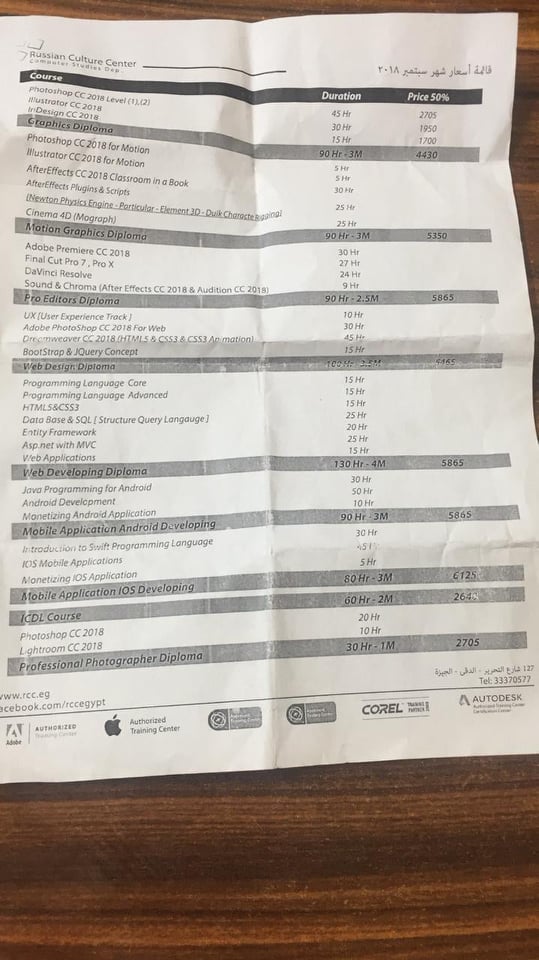 Russian Culture Center
Computer Studies Dep.
قائمة أسعار شهر سبتمبر ٢٠١٨
Course Duration Price 50%
Photoshop CC 2018 Level (1),(2) 45 Hr 2705
Illustrator CC 2018 30 Hr 1950
InDesign CC 2018 15 Hr 1700
Graphics Diploma 90 Hr - 3M 4430
Photoshop CC 2018 for Motion 5 Hr
Illustrator CC 2018 for Motion 5 Hr
AfterEffects CC 2018 Classroom in a Book 30 Hr
AfterEffects Plugins & Scripts
[Newton Physics Engine - Particular - Element 3D - Duik Characte Rigging] 25 Hr
Cinema 4D (Mograph) 25 Hr
Motion Graphics Diploma 90 Hr - 3M 5350
Adobe Premiere CC 2018 30 Hr
Final Cut Pro 7, Pro X 27 Hr
DaVinci Resolve 24 Hr
Sound & Chroma (After Effects CC 2018 & Audition CC 2018) 9 Hr
Pro Editors Diploma 90 Hr - 2.5M 5865
UX [User Experience Track] 10 Hr
Adobe PhotoShop CC 2018 For Web 30 Hr
Dreamweaver CC 2018 (HTML5 & CSS3 & CSS3 Animation) 45 Hr
BootStrap & JQuery Concept 15 Hr
Web Design Diploma 100 Hr - 3.5M 5465
Programming Language Core 15 Hr
Programming Language Advanced 15 Hr
HTML5&CSS3 15 Hr
Data Base & SQL [ Structure Query Langauge ] 25 Hr
Entity Framework 20 Hr
Asp.net with MVC 25 Hr
Web Applications 15 Hr
Web Developing Diploma 130 Hr - 4M 5865
Java Programming for Android 30 Hr
Android Development 50 Hr
Monetizing Android Application 10 Hr
Mobile Application Android Developing 90 Hr - 3M 5865
Introduction to Swift Programming Language 30 Hr
IOS Mobile Applications 45 Hr
Monetizing IOS Application 5 Hr
Mobile Application IOS Developing 80 Hr - 3M 6125
ICDL Course 60 Hr - 2M
Photoshop CC 2018 20 Hr
Lightroom CC 2018 10 Hr
Professional Photographer Diploma 30 Hr - 1M 2705
127 شارع التحرير - الدقى - الجيزة
Tel: 33370577
www.rcc.eg
acebook.com/rccegypt
Adobe AUTHORIZED Training Center
Authorized Training Center
COREL TRAINING PARTNER
AUTODESK
Authorized Training Center
Certification Center